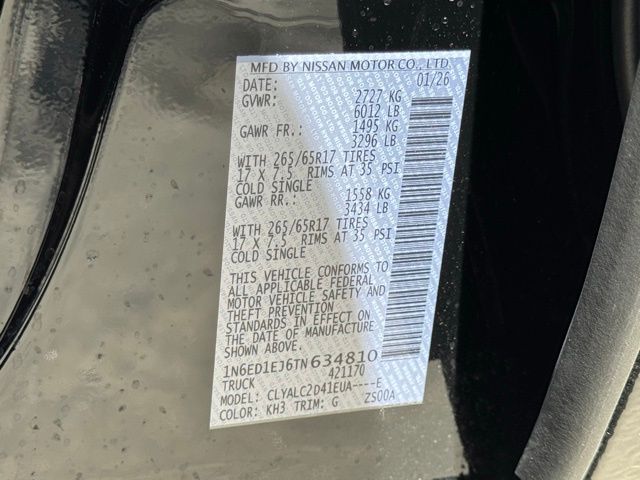 MFD BY NISSAN MOTOR CO., LTD.
DATE: 01/26
GVWR: 2727 KG
6012 LB
GAWR FR.: 1495 KG
3296 LB
WITH 265/65R17 TIRES
17 X 7.5 RIMS AT 35 PSI
COLD SINGLE
GAWR RR.: 1558 KG
3434 LB
WITH 265/65R17 TIRES
17 X 7.5 RIMS AT 35 PSI
COLD SINGLE
THIS VEHICLE CONFORMS TO
ALL APPLICABLE FEDERAL
MOTOR VEHICLE SAFETY AND
THEFT PREVENTION
STANDARDS IN EFFECT ON
THE DATE OF MANUFACTURE
SHOWN ABOVE.
1N6ED1EJ6TN634810
TRUCK 421170
MODEL: CLYALC2D41EUA----E
COLOR: KH3 TRIM: G ZS00A